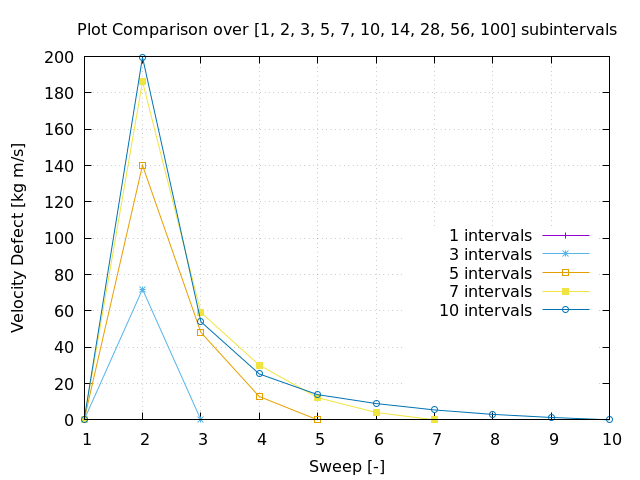 Plot Comparison over [1, 2, 3, 5, 7, 10, 14, 28, 56, 100] subintervals
200
180
160
140
120
100
80
60
40
20
0
Velocity Defect [kg m/s]
1 intervals
3 intervals
5 intervals
7 intervals
10 intervals
1 2 3 4 5 6 7 8 9 10
Sweep [-]